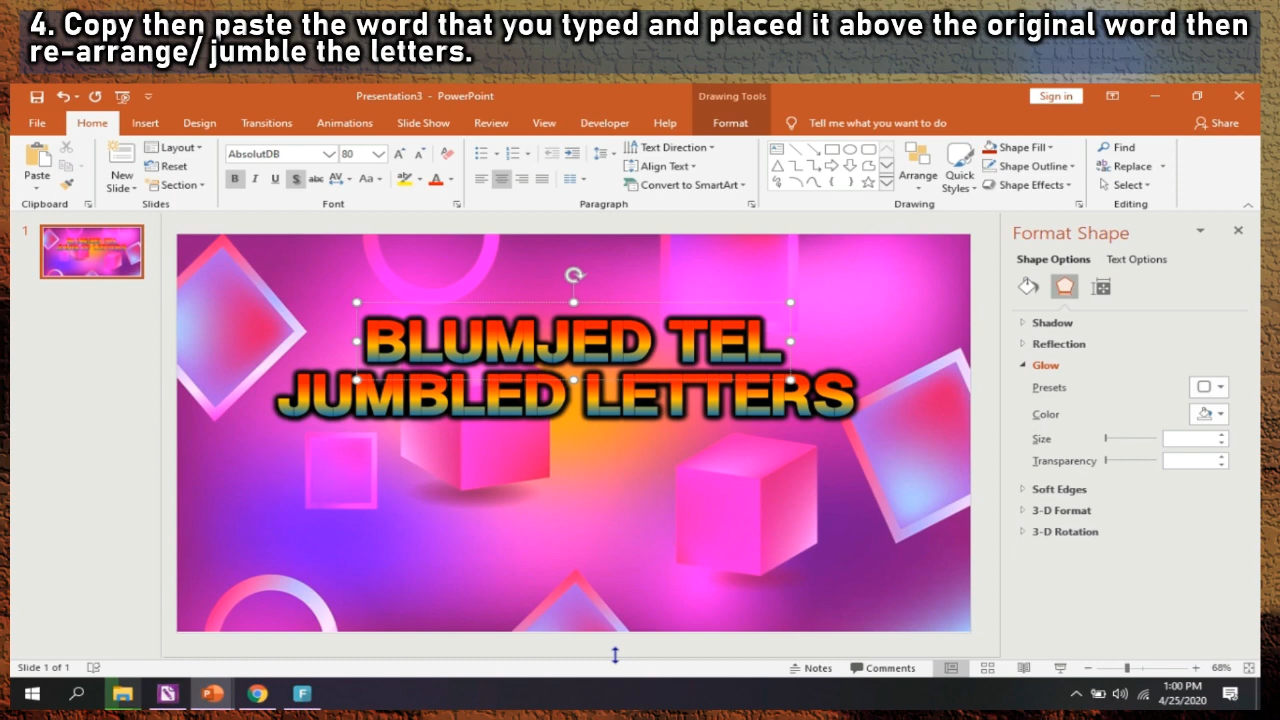 4. Copy then paste the word that you typed and placed it above the original word then
re-arrange/ jumble the letters.
Presentation3 - PowerPoint
Drawing Tools
Sign in
File Home Insert Design Transitions Animations Slide Show Review View Developer Help Format Tell me what you want to do Share
Paste
New
Slide
Layout
Reset
Section
AbsolutDB 80
B I U S abc AV Aa A
Text Direction
Align Text
Convert to SmartArt
Arrange
Quick
Styles
Shape Fill
Shape Outline
Shape Effects
Find
Replace
Select
Clipboard Slides Font Paragraph Drawing Editing
1
BLUMJED TEL
JUMBLED LETTERS
Format Shape
Shape Options Text Options
Shadow
Reflection
Glow
Presets
Color
Size
Transparency
Soft Edges
3-D Format
3-D Rotation
Slide 1 of 1 Notes Comments 68%
1:00 PM
4/25/2020